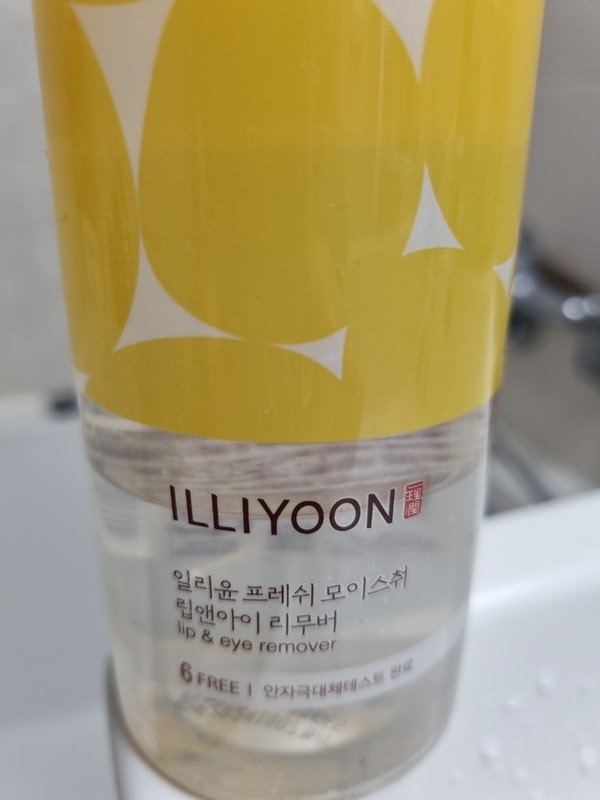 ILLIYOON
일리윤 프레쉬 모이스춰
립앤아이 리무버
lip & eye remover
6 FREE | 안자극대체테스트 완료